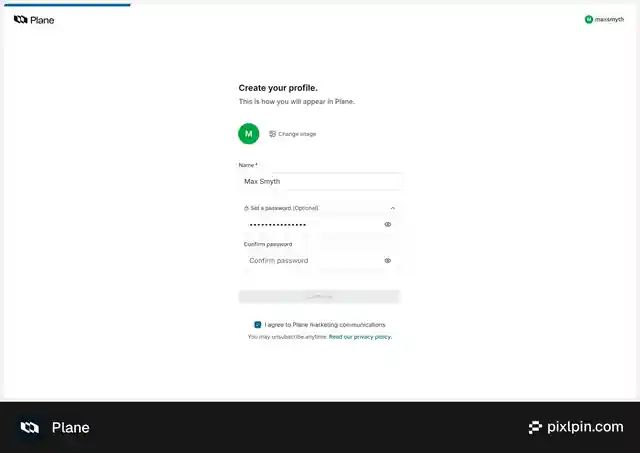 Plane
M
maxsmyth
Create your profile.
This is how you will appear in Plane.
M
Change image
Name *
Max Smyth
Set a password (Optional)
•••••••••••••••
Confirm password
Confirm password
Continue
I agree to Plane marketing communications
You may unsubscribe anytime. Read our privacy policy.
Plane
pixlpin.com